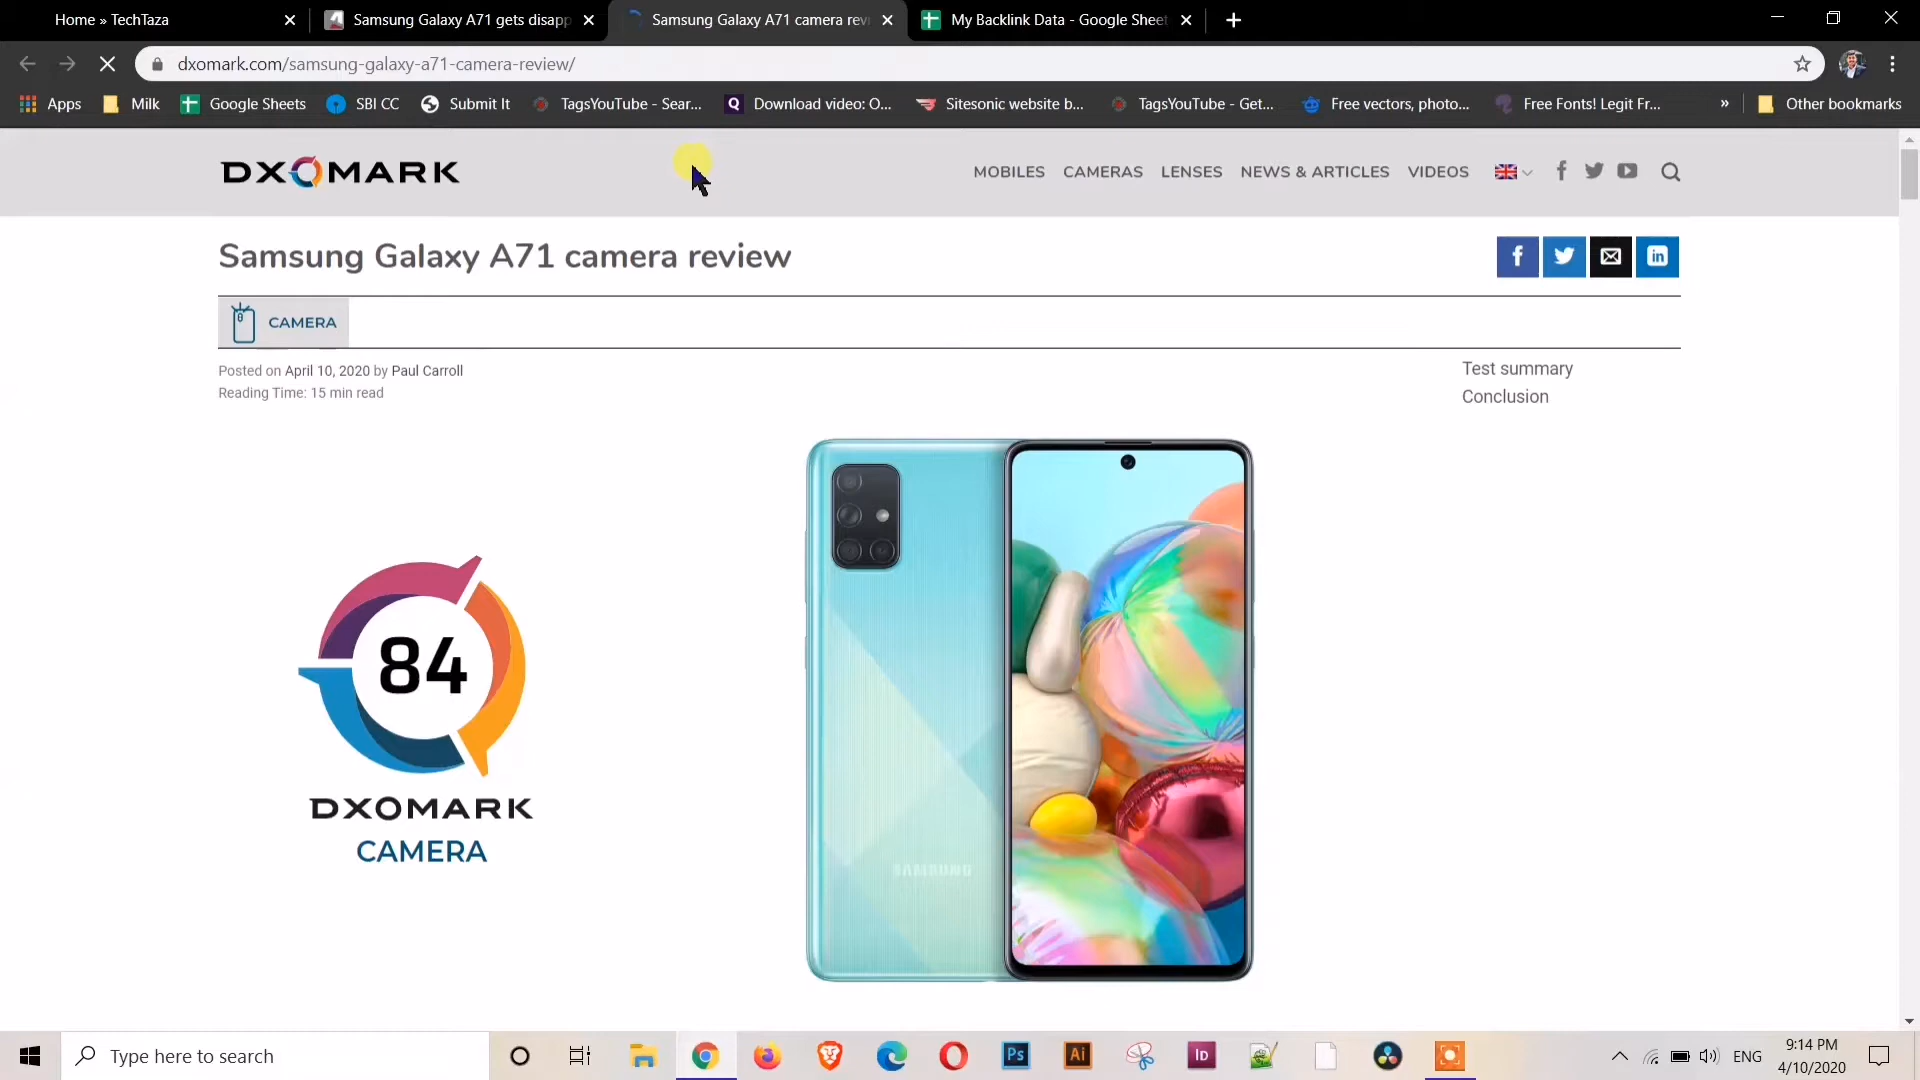 Home » TechTaza
Samsung Galaxy A71 gets disapp
Samsung Galaxy A71 camera rev
My Backlink Data - Google Sheet
dxomark.com/samsung-galaxy-a71-camera-review/
Apps
Milk
Google Sheets
SBI CC
Submit It
TagsYouTube - Sear...
Q
Download video: O...
Sitesonic website b...
TagsYouTube - Get...
Free vectors, photo...
Free Fonts! Legit Fr...
»
Other bookmarks
DXOMARK
MOBILES
CAMERAS
LENSES
NEWS & ARTICLES
VIDEOS
Samsung Galaxy A71 camera review
CAMERA
Posted on April 10, 2020 by Paul Carroll
Reading Time: 15 min read
Test summary
Conclusion
84
DXOMARK
CAMERA
SAMSUNG
Type here to search
Ps
Ai
Id
ENG
9:14 PM
4/10/2020